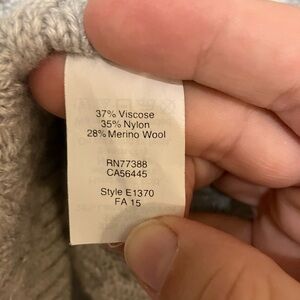 37% Viscose
35% Nylon
28% Merino Wool
RN77388
CA56445
Style E1370
FA 15